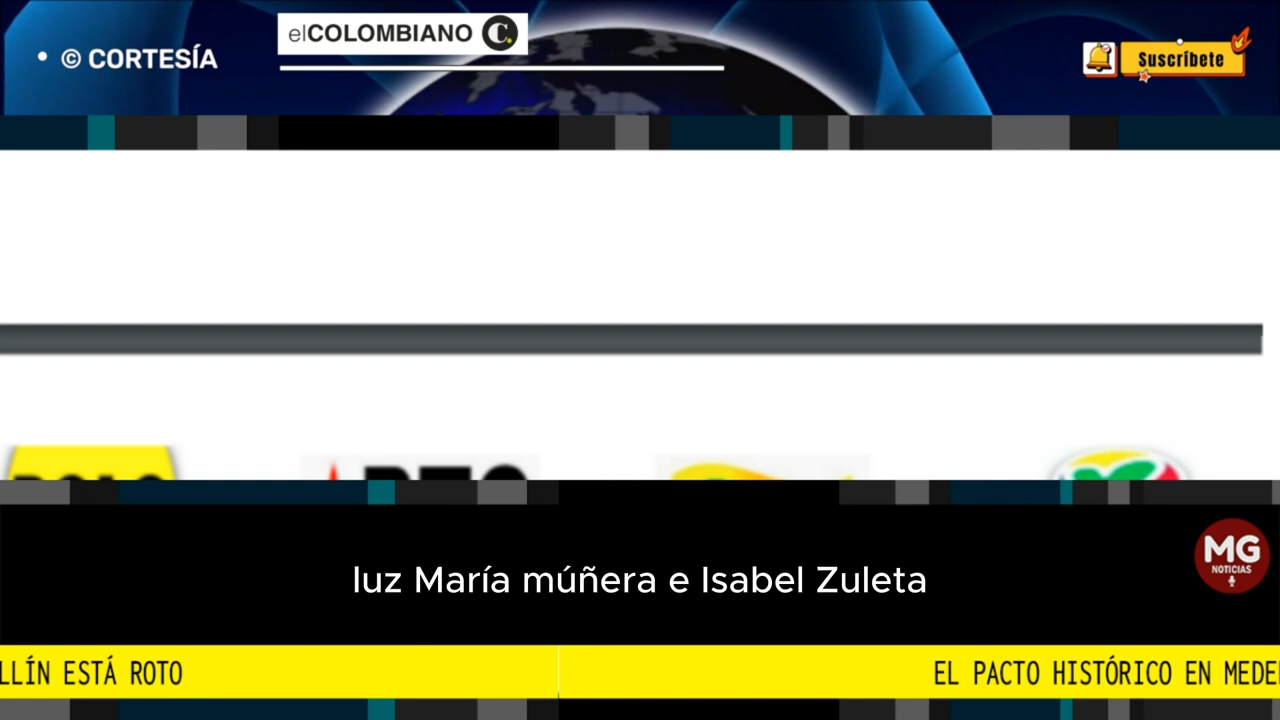 elCOLOMBIANO C.
• © CORTESÍA
Suscríbete
luz María múñera e Isabel Zuleta
MG
NOTICIAS
LLÍN ESTÁ ROTO
EL PACTO HISTÓRICO EN MEDE